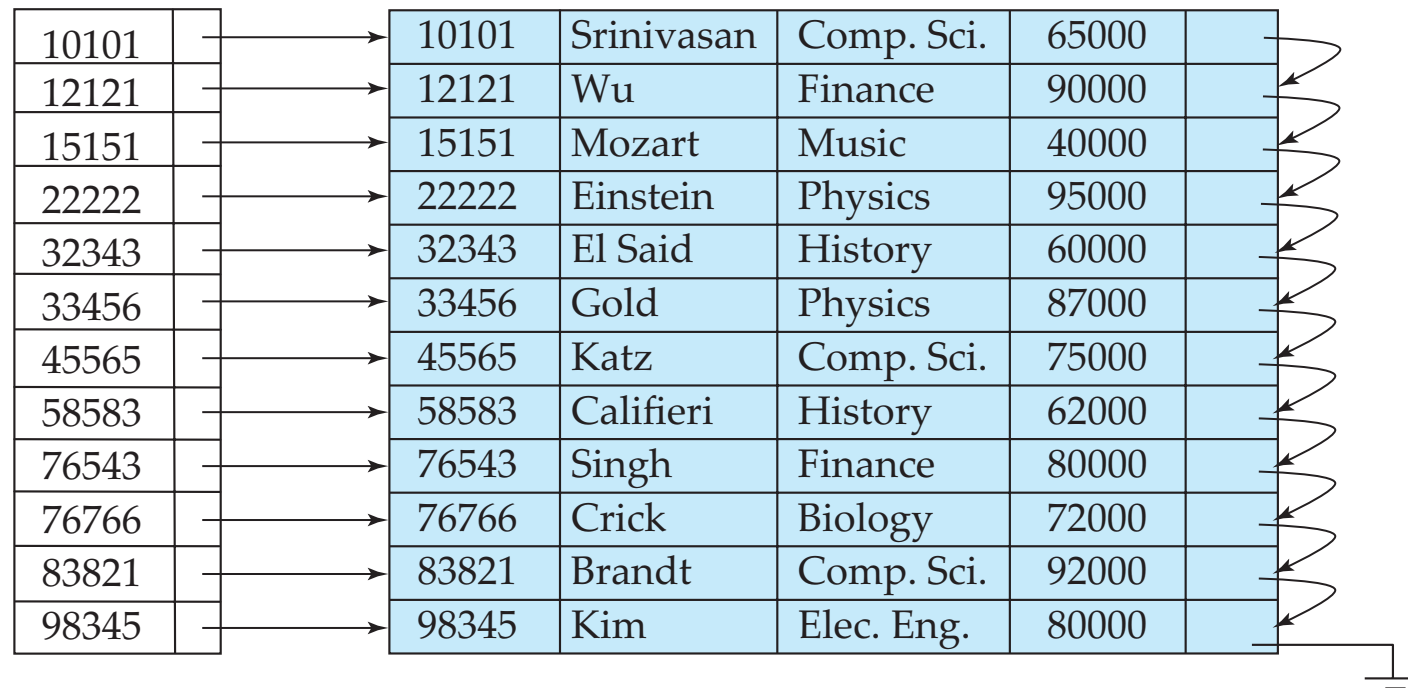 10101 10101 Srinivasan Comp. Sci. 65000
12121 12121 Wu Finance 90000
15151 15151 Mozart Music 40000
22222 22222 Einstein Physics 95000
32343 32343 El Said History 60000
33456 33456 Gold Physics 87000
45565 45565 Katz Comp. Sci. 75000
58583 58583 Califieri History 62000
76543 76543 Singh Finance 80000
76766 76766 Crick Biology 72000
83821 83821 Brandt Comp. Sci. 92000
98345 98345 Kim Elec. Eng. 80000